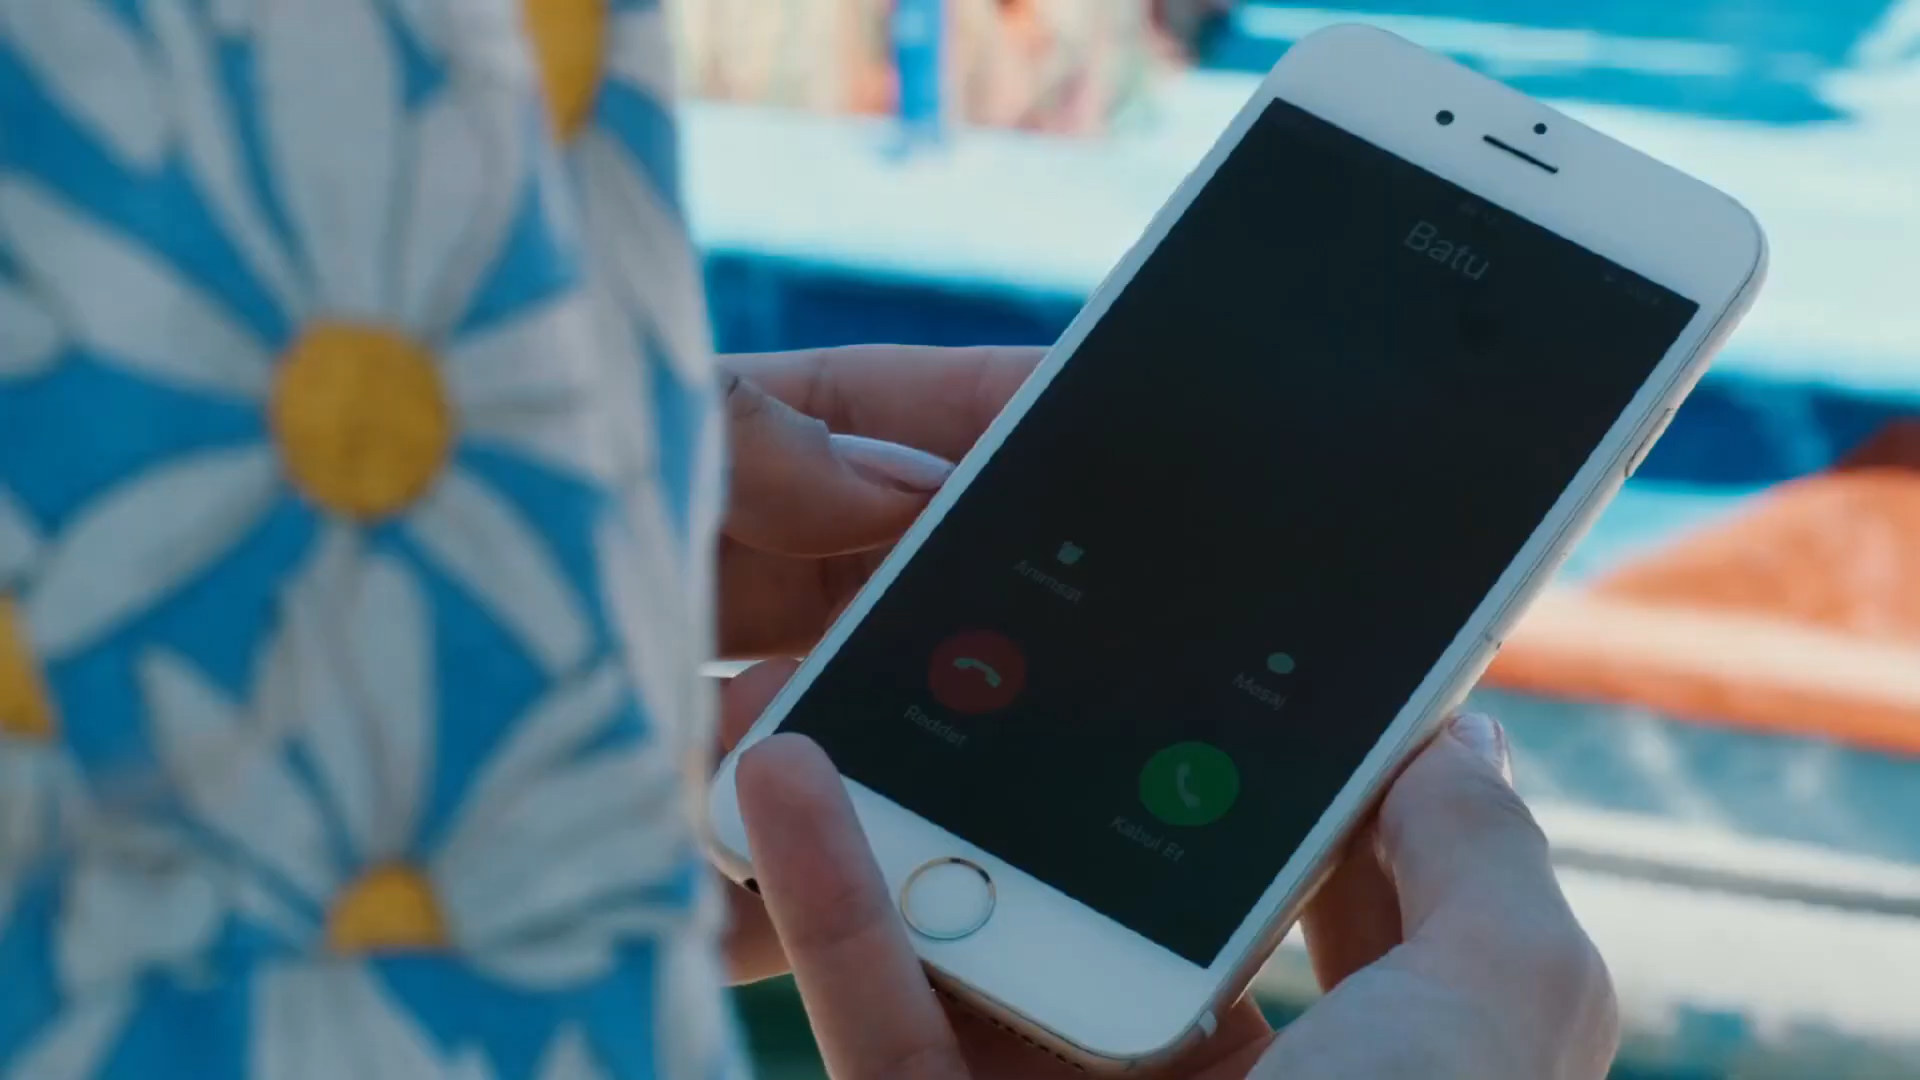 Batu
Anımsat
Mesaj
Reddet
Kabul Et